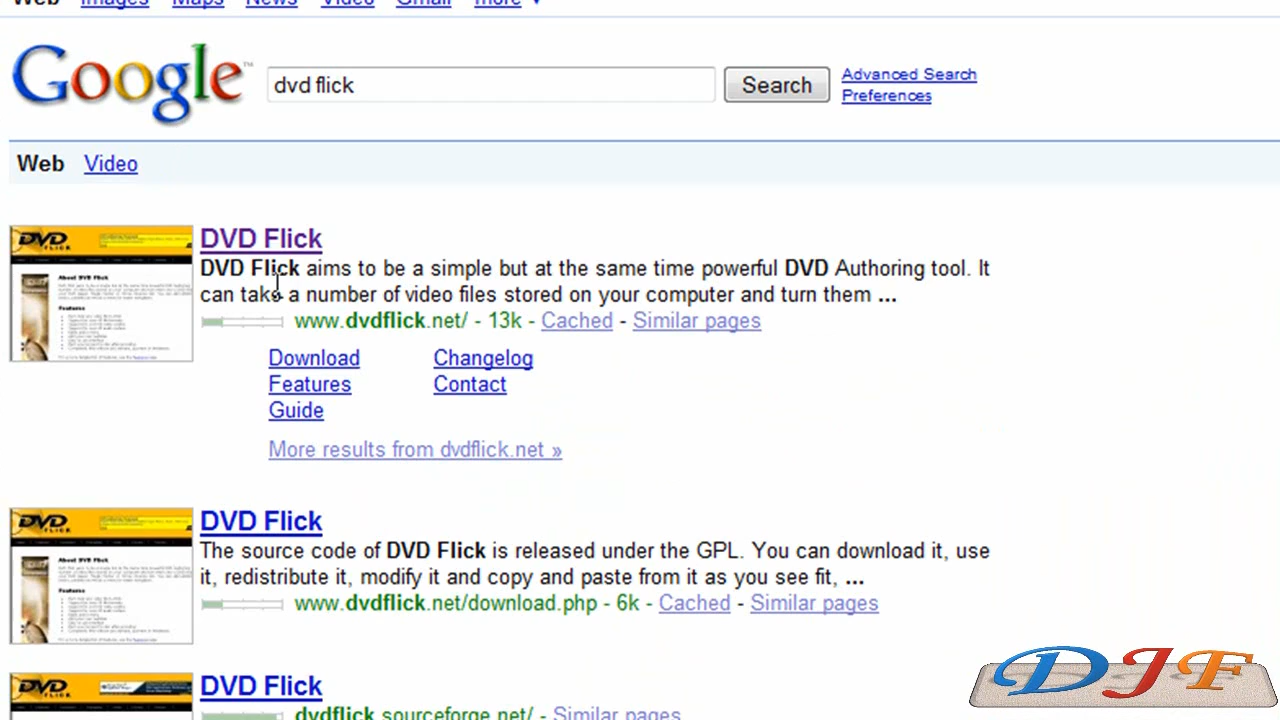 Web Images Maps News Video Gmail more ▼
Google™ dvd flick Search Advanced Search
Preferences
Web Video
DVD Flick
DVD Flick aims to be a simple but at the same time powerful DVD Authoring tool. It
can take a number of video files stored on your computer and turn them ...
www.dvdflick.net/ - 13k - Cached - Similar pages
Download Changelog
Features Contact
Guide
More results from dvdflick.net »
DVD Flick
The source code of DVD Flick is released under the GPL. You can download it, use
it, redistribute it, modify it and copy and paste from it as you see fit, ...
www.dvdflick.net/download.php - 6k - Cached - Similar pages
DVD Flick
dvdflick.sourceforge.net/ - Similar pages
DJF